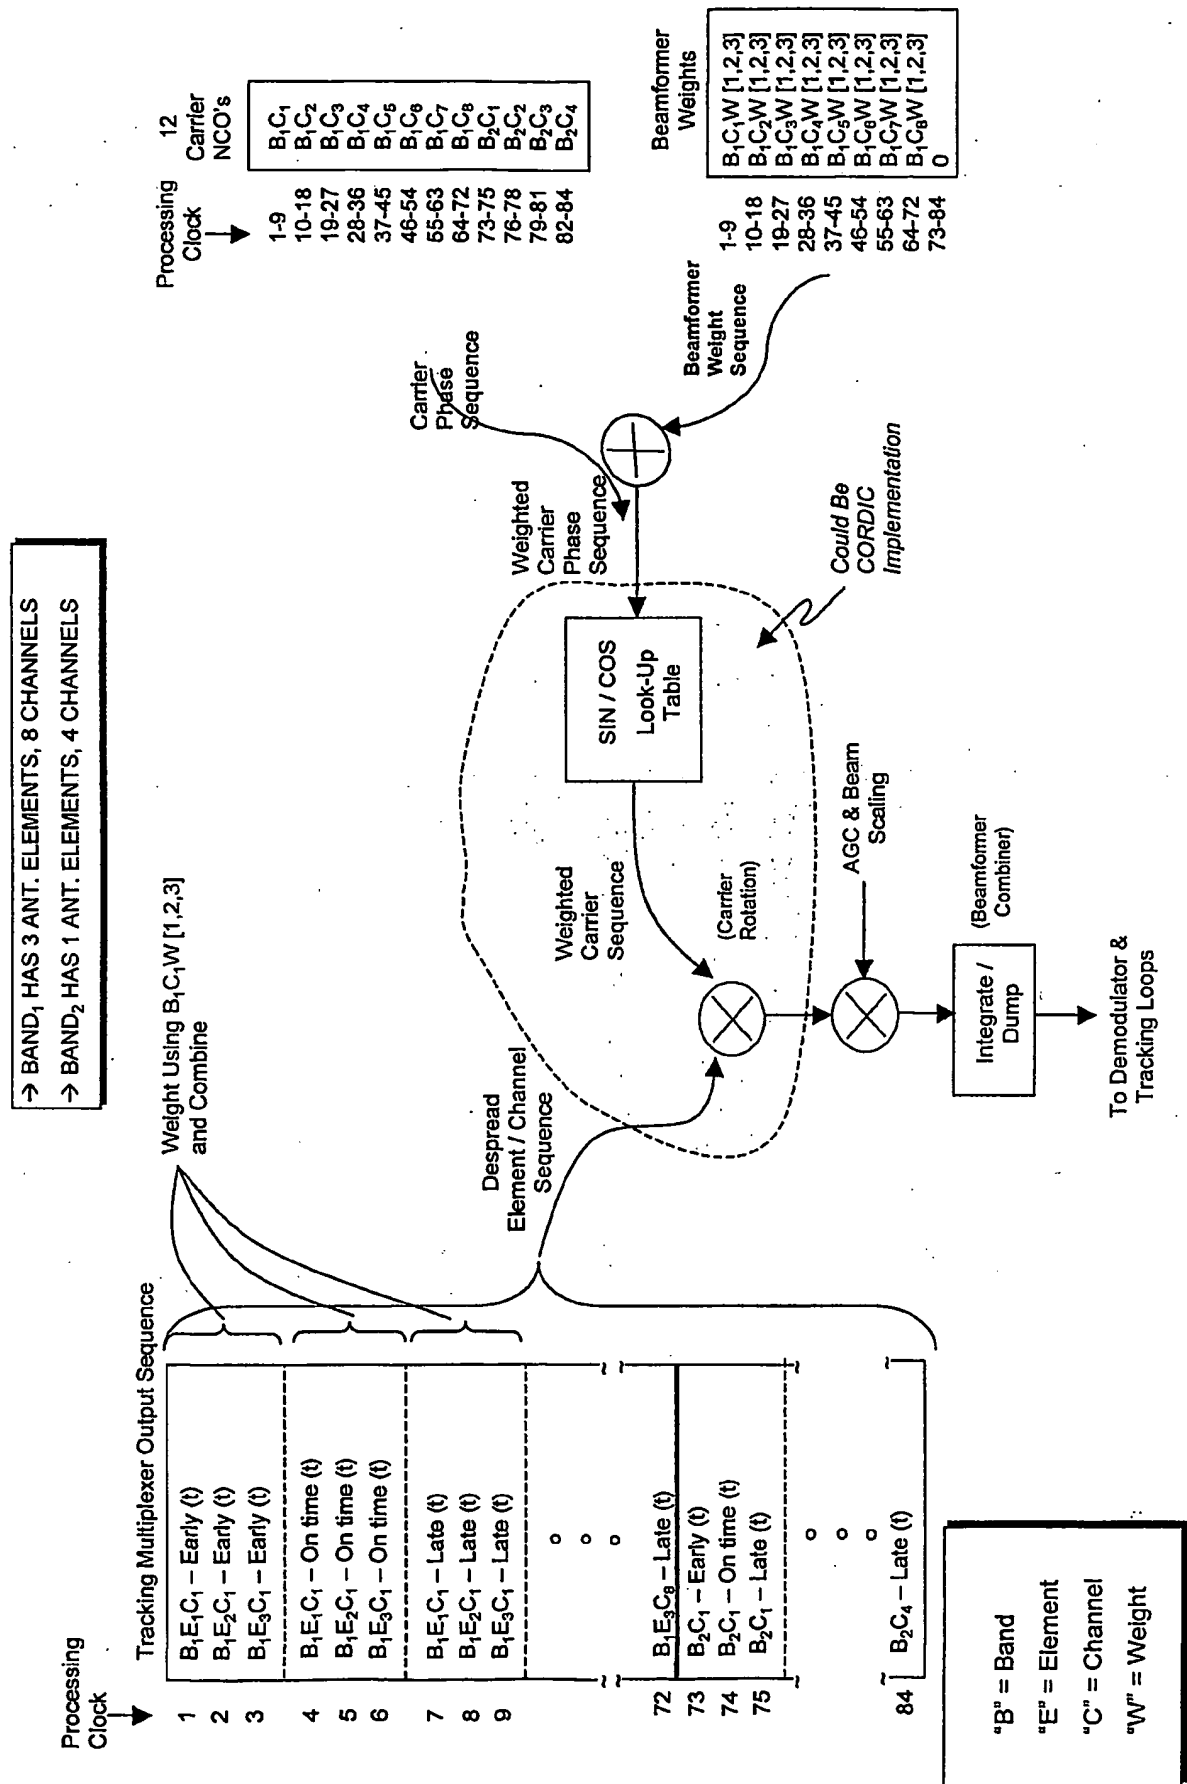 → BAND₁ HAS 3 ANT. ELEMENTS, 8 CHANNELS
→ BAND₂ HAS 1 ANT. ELEMENTS, 4 CHANNELS
Processing
Clock
Tracking Multiplexer Output Sequence
1 B₁E₁C₁ – Early (t)
2 B₁E₂C₁ – Early (t)
3 B₁E₃C₁ – Early (t)
4 B₁E₁C₁ – On time (t)
5 B₁E₂C₁ – On time (t)
6 B₁E₃C₁ – On time (t)
7 B₁E₁C₁ – Late (t)
8 B₁E₂C₁ – Late (t)
9 B₁E₃C₁ – Late (t)
72 B₁E₃C₈ – Late (t)
73 B₂C₁ – Early (t)
74 B₂C₁ – On time (t)
75 B₂C₁ – Late (t)
84 B₂C₄ – Late (t)
Weight Using B₁C₁W [1,2,3]
and Combine
Despread
Element / Channel
Sequence
Weighted
Carrier
Sequence
(Carrier
Rotation)
SIN / COS
Look-Up
Table
Weighted
Carrier
Phase
Sequence
Carrier
Phase
Sequence
Beamformer
Weight
Sequence
Could Be
CORDIC
Implementation
AGC & Beam
Scaling
(Beamformer
Combiner)
Integrate /
Dump
To Demodulator &
Tracking Loops
Processing
Clock
12
Carrier
NCO's
1-9 B₁C₁
10-18 B₁C₂
19-27 B₁C₃
28-36 B₁C₄
37-45 B₁C₅
46-54 B₁C₆
55-63 B₁C₇
64-72 B₁C₈
73-75 B₂C₁
76-78 B₂C₂
79-81 B₂C₃
82-84 B₂C₄
Beamformer
Weights
1-9 B₁C₁W [1,2,3]
10-18 B₁C₂W [1,2,3]
19-27 B₁C₃W [1,2,3]
28-36 B₁C₄W [1,2,3]
37-45 B₁C₅W [1,2,3]
46-54 B₁C₆W [1,2,3]
55-63 B₁C₇W [1,2,3]
64-72 B₁C₈W [1,2,3]
73-84 0
"B" = Band
"E" = Element
"C" = Channel
"W" = Weight